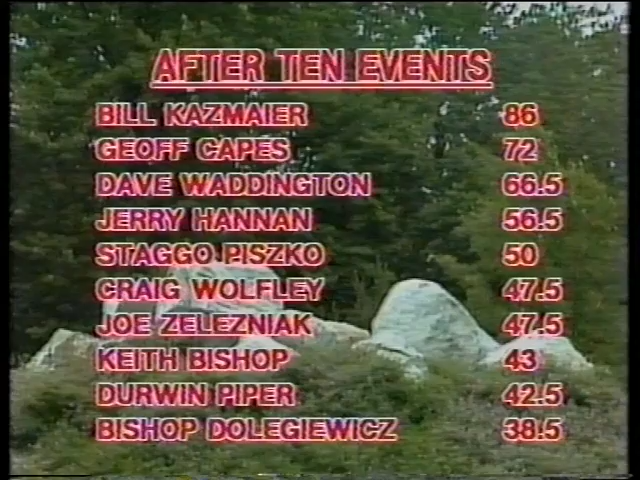 AFTER TEN EVENTS
BILL KAZMAIER 86
GEOFF CAPES 72
DAVE WADDINGTON 66.5
JERRY HANNAN 56.5
STAGGO PISZKO 50
CRAIG WOLFLEY 47.5
JOE ZELEZNIAK 47.5
KEITH BISHOP 43
DURWIN PIPER 42.5
BISHOP DOLEGIEWICZ 38.5